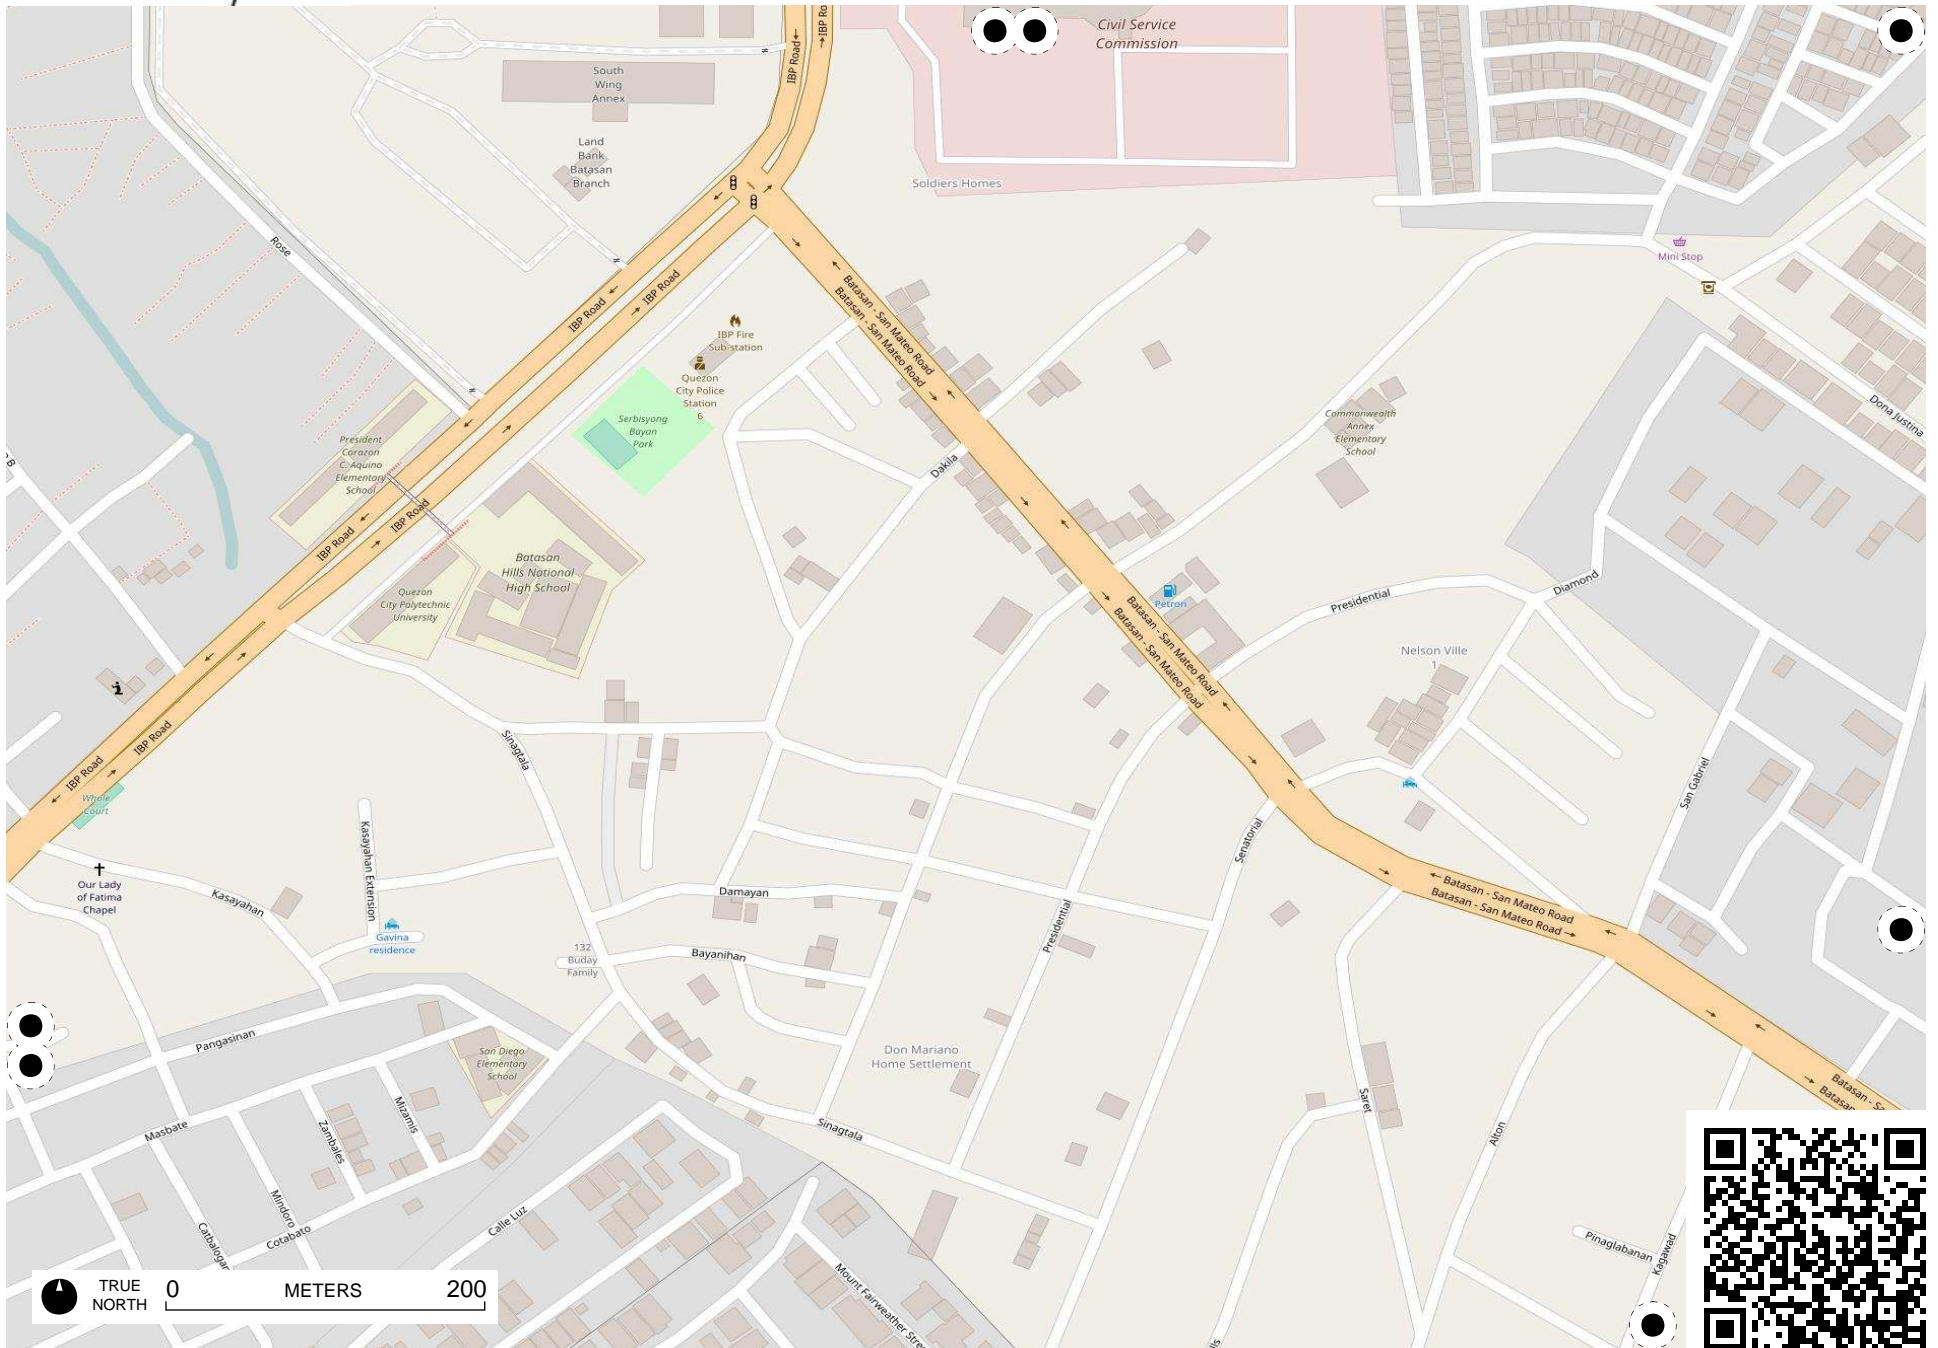 IBP Road
IBP Ro
Civil Service
Commission
South
Wing
Annex
Land
Bank
Batasan
Branch
Soldiers Homes
Rose
Mini Stop
IBP Road
IBP Road
Batasan - San Mateo Road
Batasan - San Mateo Road
IBP Fire
Sub-station
Quezon
City Police
Station
6
Serbisyong
Bayan
Park
Dona Justina
Commonwealth
Annex
Elementary
School
President
Corazon
C. Aquino
Elementary
School
Dakila
IBP Road
IBP Road
Batasan
Hills National
High School
Quezon
City Polytechnic
University
Petron
Diamond
Presidential
Batasan - San Mateo Road
Batasan - San Mateo Road
Nelson Ville
1
IBP Road
IBP Road
Sinagtala
San Gabriel
Whole
Court
Kasayahan Extension
Senatorial
Our Lady
of Fatima
Chapel
Kasayahan
Damayan
Batasan - San Mateo Road
Batasan - San Mateo Road
Gavina
residence
132
Buday
Family
Bayanihan
Presidential
Pangasinan
San Diego
Elementary
School
Don Mariano
Home Settlement
Batasan - Sa
Batasan
Masbate
Zambales
Mizamis
Sinagtala
Saret
Alton
Mindoro
Catbalogan
Cotabato
Calle Luz
Pinaglabanan
Kagawad
Mount Fairweather Stre
TRUE
NORTH
0 METERS 200